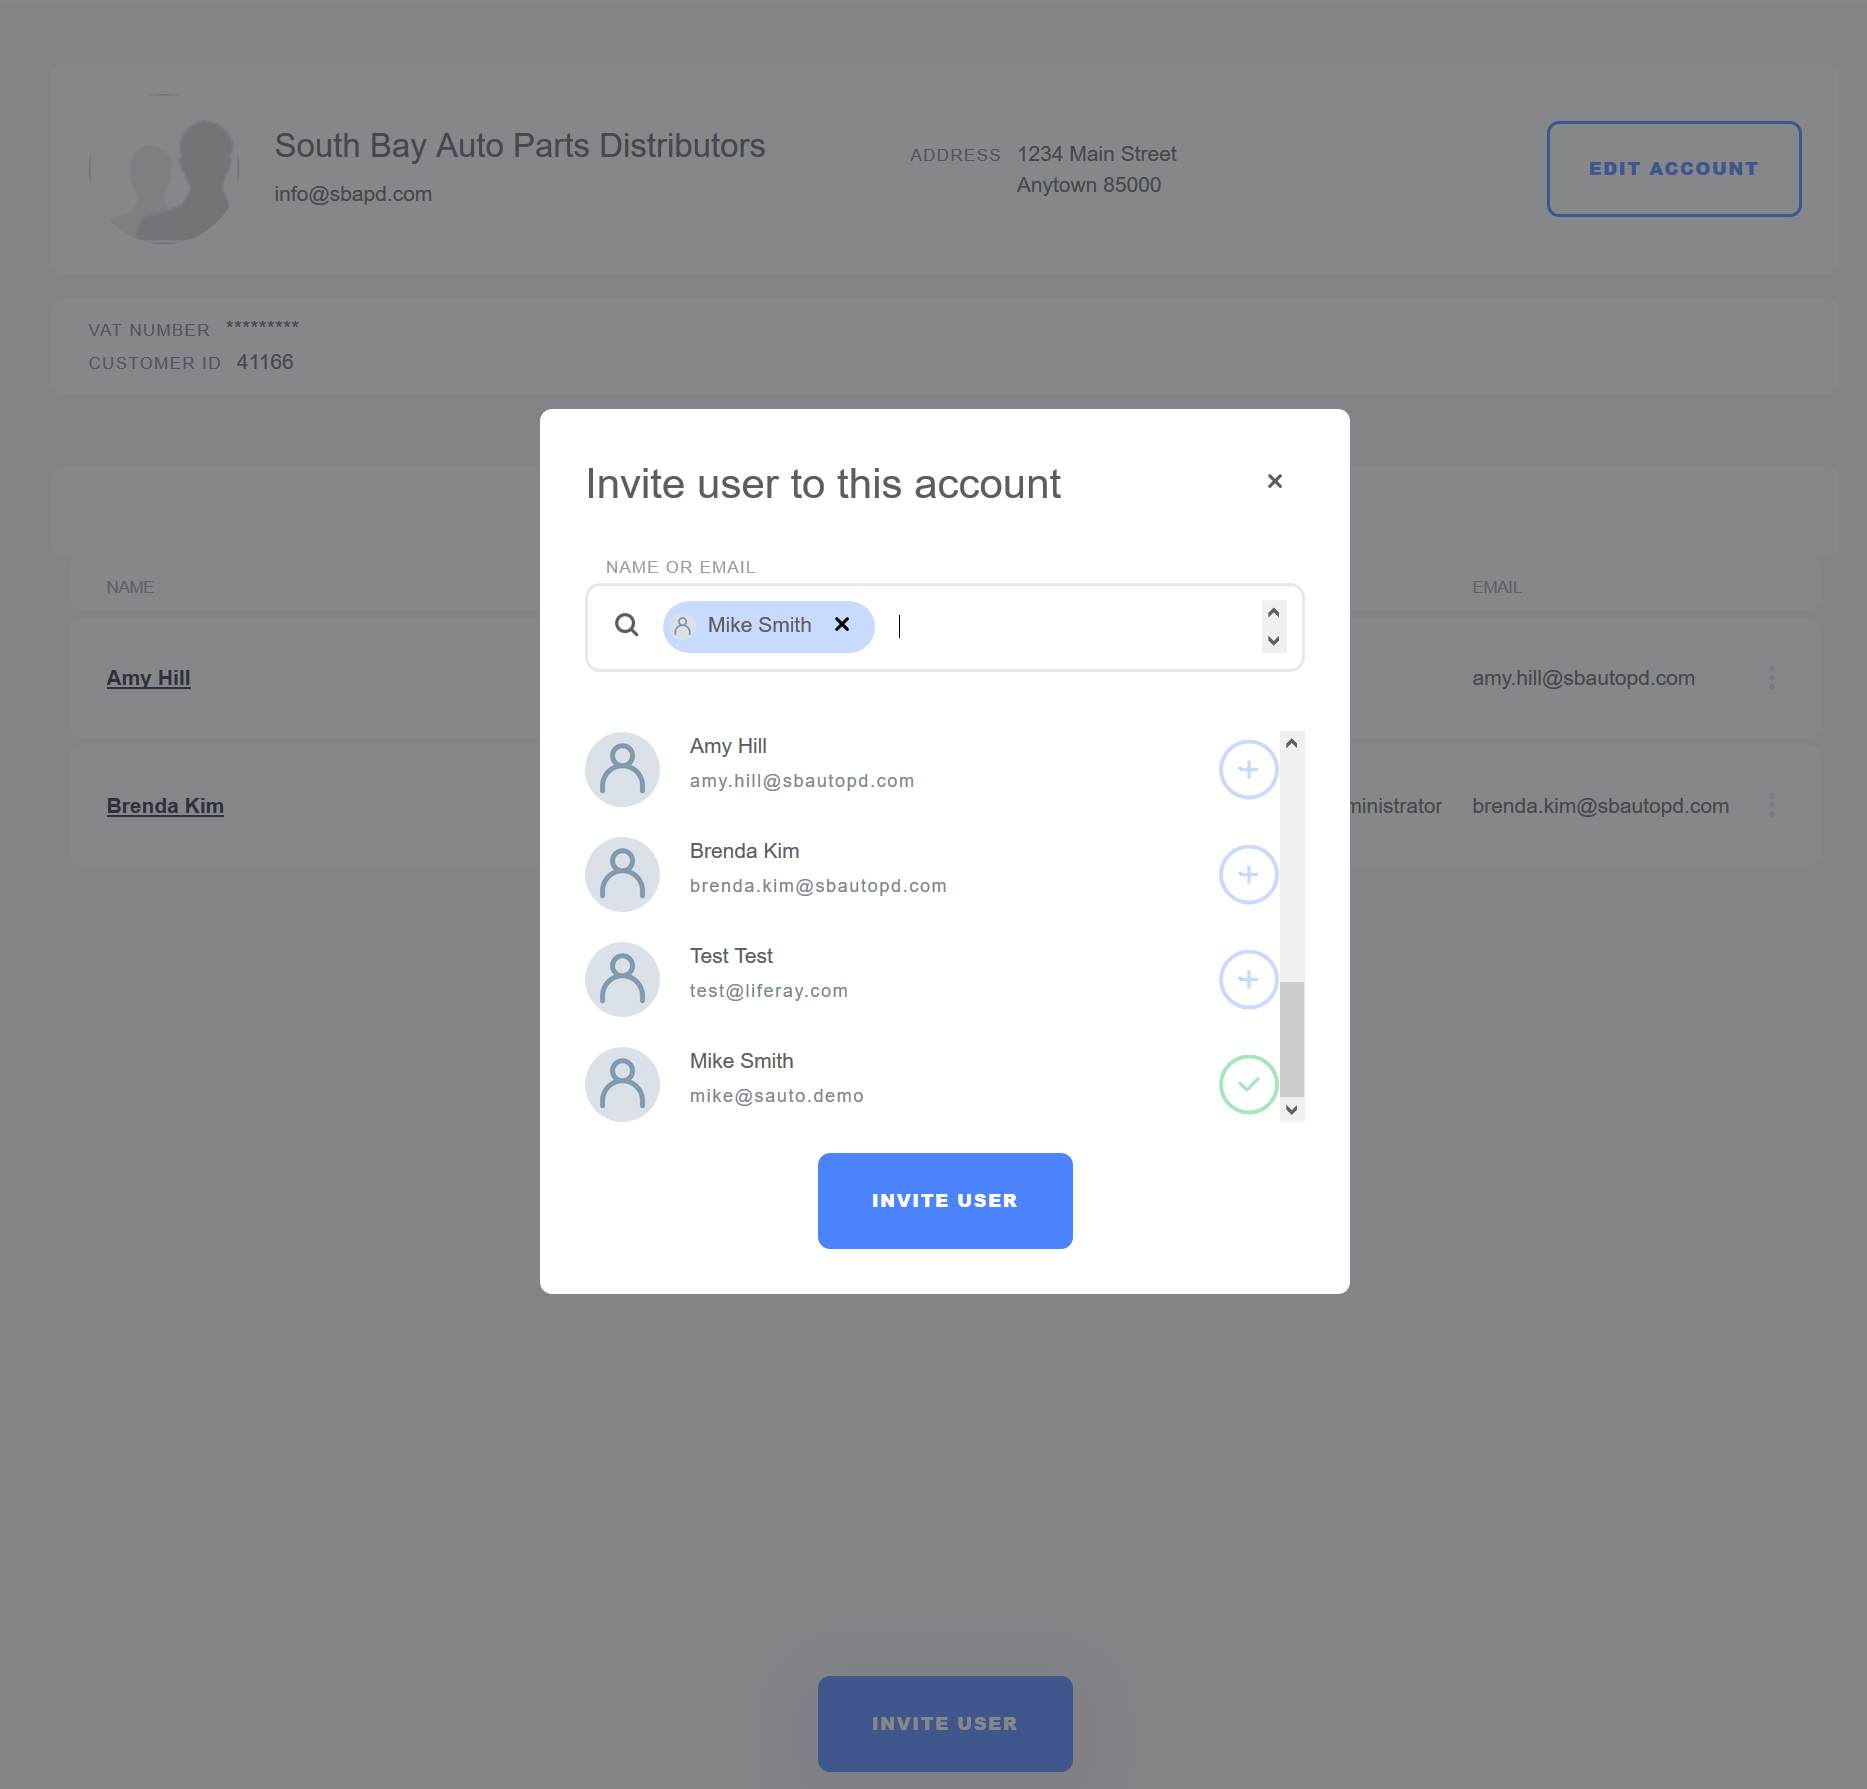 South Bay Auto Parts Distributors
info@sbapd.com
ADDRESS 1234 Main Street
Anytown 85000
EDIT ACCOUNT
VAT NUMBER *********
CUSTOMER ID 41166
NAME EMAIL
Amy Hill amy.hill@sbautopd.com
Brenda Kim ministrator brenda.kim@sbautopd.com
Invite user to this account
NAME OR EMAIL
Mike Smith
Amy Hill
amy.hill@sbautopd.com
Brenda Kim
brenda.kim@sbautopd.com
Test Test
test@liferay.com
Mike Smith
mike@sauto.demo
INVITE USER
INVITE USER